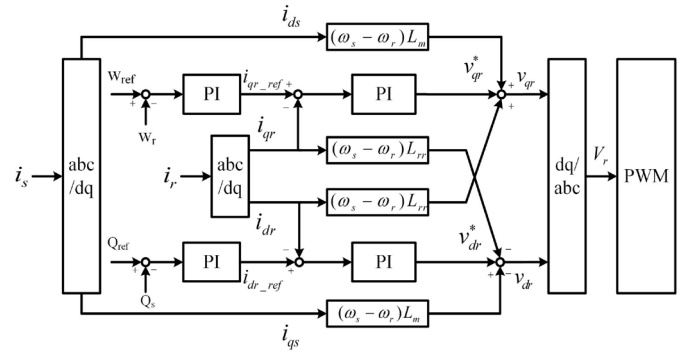 i_ds
(ω_s − ω_r)L_m
W_ref
+
−
W_r
PI
i_qr_ref
+
−
PI
v*_qr
+
+
v_qr
i_qr
i_s
abc
/dq
i_r
abc
/dq
(ω_s − ω_r)L_rr
(ω_s − ω_r)L_rr
dq/
abc
V_r
PWM
i_dr
Q_ref
+
−
Q_s
PI
i_dr_ref
−
+
PI
v*_dr
−
+
−
v_dr
i_qs
(ω_s − ω_r)L_m